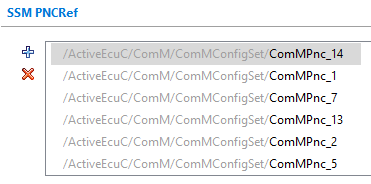 SSM PNCRef
/ActiveEcuC/ComM/ComMConfigSet/ComMPnc_14
/ActiveEcuC/ComM/ComMConfigSet/ComMPnc_1
/ActiveEcuC/ComM/ComMConfigSet/ComMPnc_7
/ActiveEcuC/ComM/ComMConfigSet/ComMPnc_13
/ActiveEcuC/ComM/ComMConfigSet/ComMPnc_2
/ActiveEcuC/ComM/ComMConfigSet/ComMPnc_5